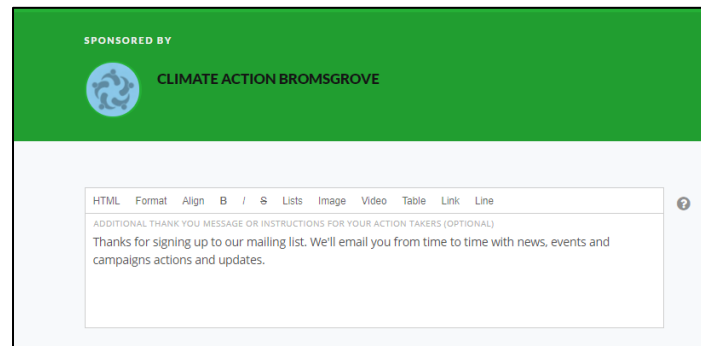 SPONSORED BY
CLIMATE ACTION BROMSGROVE
HTML Format Align B I S Lists Image Video Table Link Line
?
ADDITIONAL THANK YOU MESSAGE OR INSTRUCTIONS FOR YOUR ACTION TAKERS (OPTIONAL)
Thanks for signing up to our mailing list. We'll email you from time to time with news, events and
campaigns actions and updates.